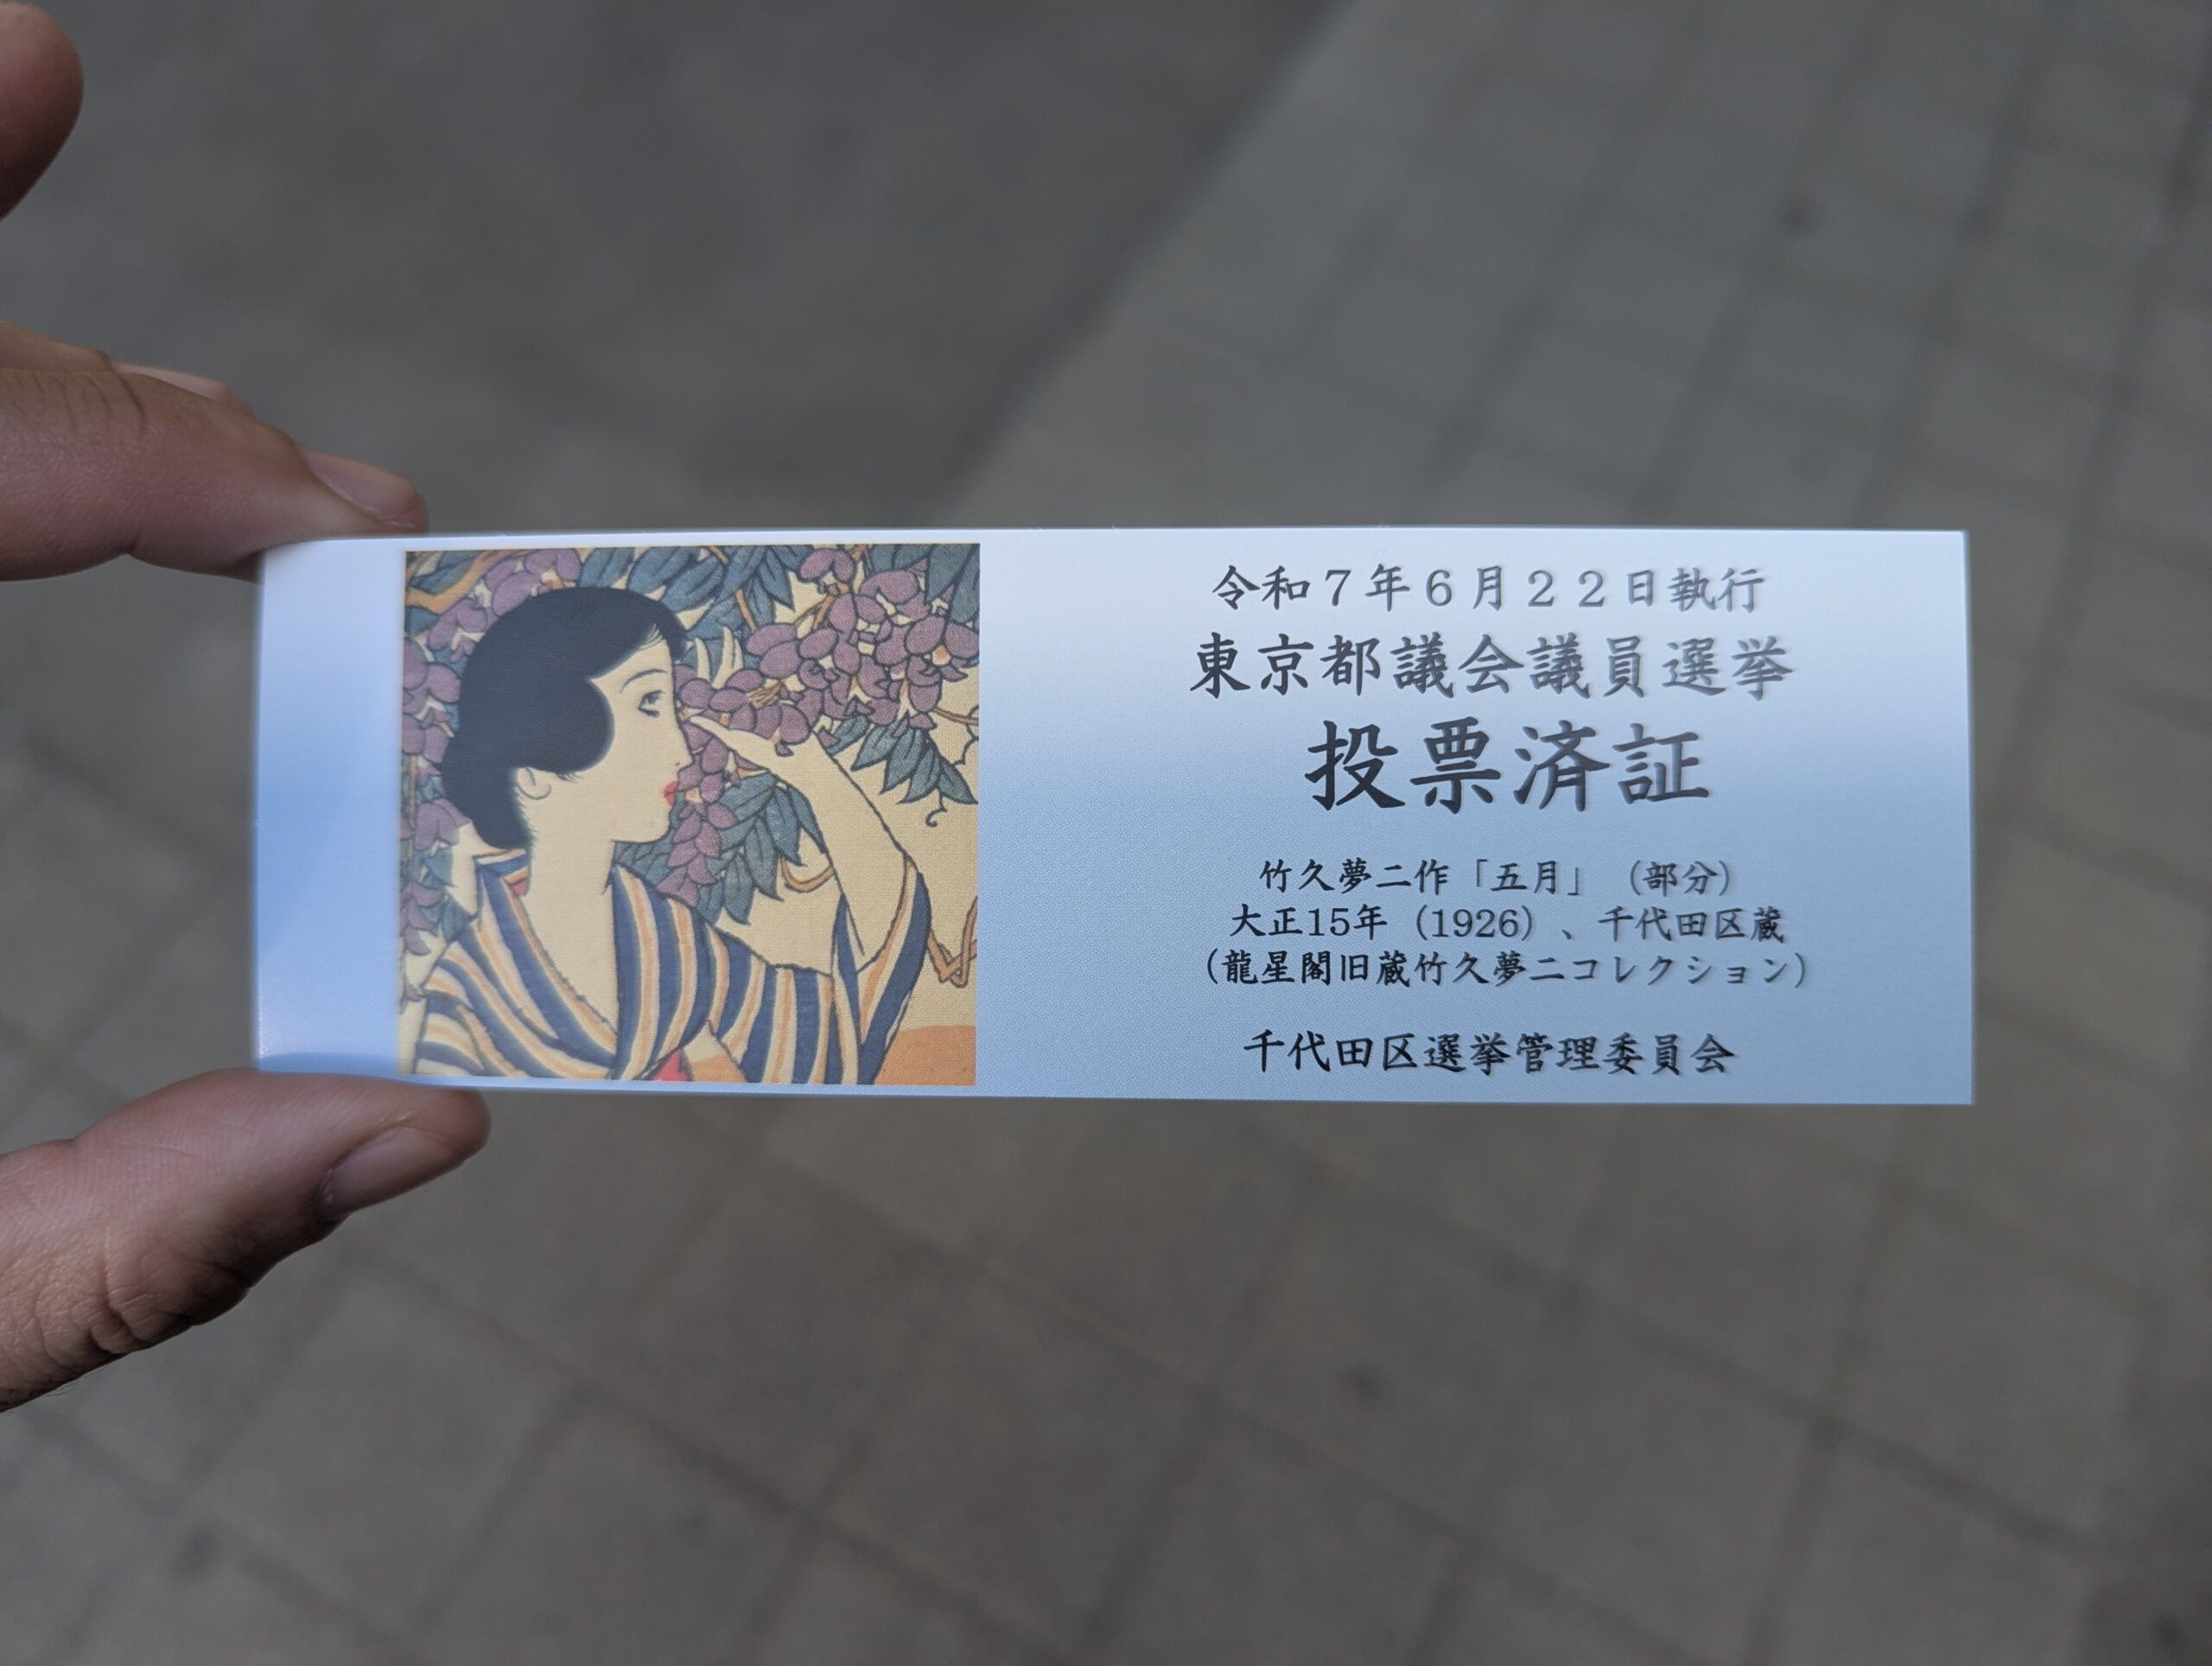 令和７年６月２２日執行
東京都議会議員選挙
投票済証
竹久夢二作「五月」（部分）
大正15年（1926）、千代田区蔵
（龍星閣旧蔵竹久夢二コレクション）
千代田区選挙管理委員会